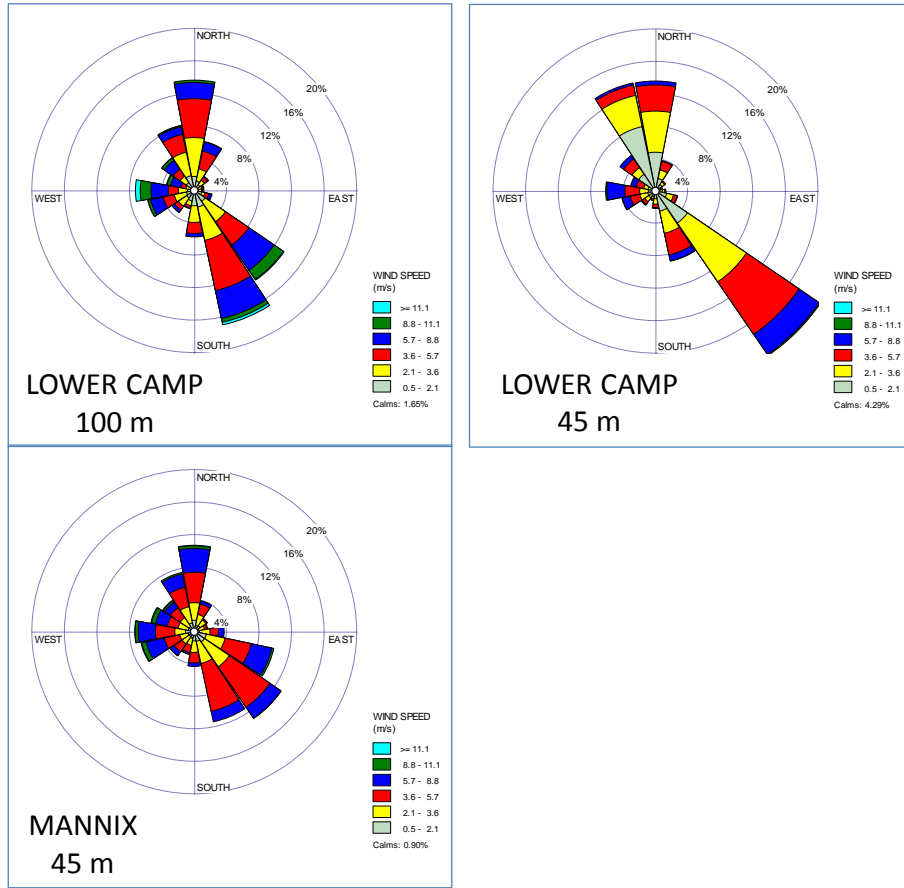 NORTH
20%
16%
12%
8%
4%
WEST
EAST
SOUTH
WIND SPEED
(m/s)
>= 11.1
8.8 - 11.1
5.7 - 8.8
3.6 - 5.7
2.1 - 3.6
0.5 - 2.1
Calms: 1.65%
LOWER CAMP
100 m
NORTH
20%
16%
12%
8%
4%
WEST
EAST
SOUTH
WIND SPEED
(m/s)
>= 11.1
8.8 - 11.1
5.7 - 8.8
3.6 - 5.7
2.1 - 3.6
0.5 - 2.1
Calms: 4.29%
LOWER CAMP
45 m
NORTH
20%
16%
12%
8%
4%
WEST
EAST
SOUTH
WIND SPEED
(m/s)
>= 11.1
8.8 - 11.1
5.7 - 8.8
3.6 - 5.7
2.1 - 3.6
0.5 - 2.1
Calms: 0.90%
MANNIX
45 m